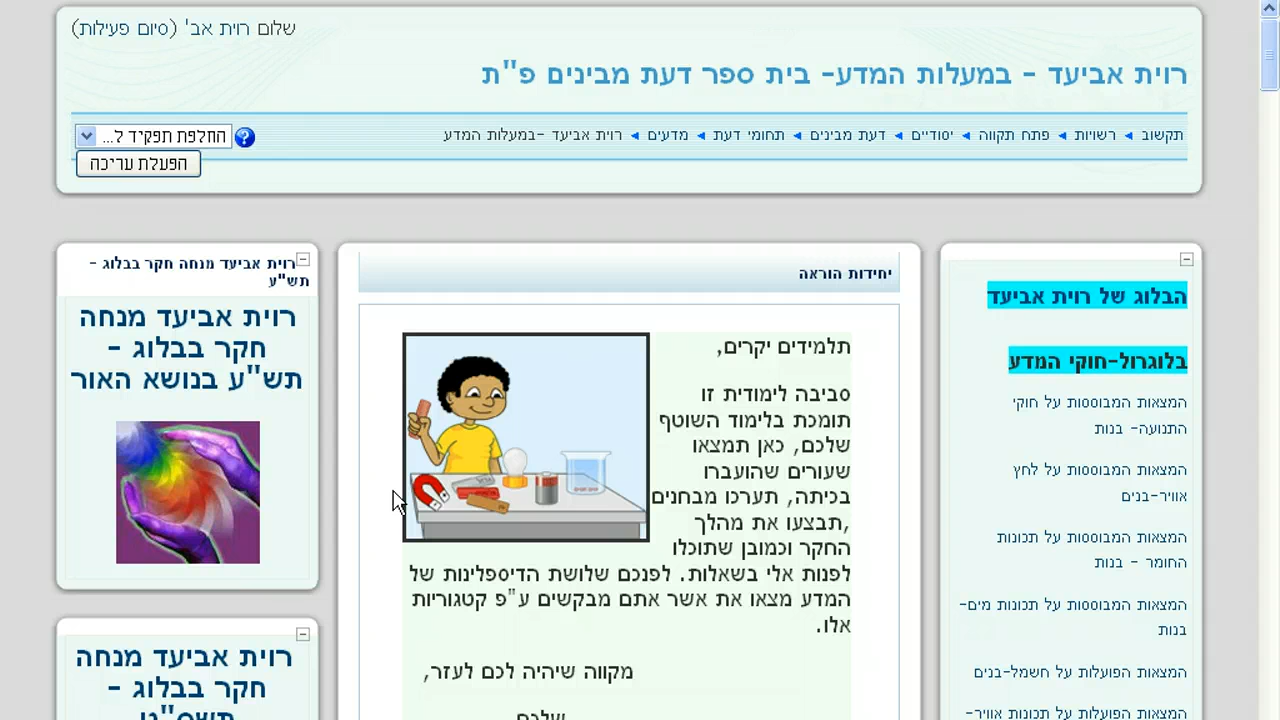 שלום רוית אב' (סיום פעילות)
רוית אביעד - במעלות המדע- בית ספר דעת מבינים פ"ת
תקשוב ◄ רשויות ◄ פתח תקווה ◄ יסודיים ◄ דעת מבינים ◄ תחומי דעת ◄ מדעים ◄ רוית אביעד -במעלות המדע
החלפת תפקיד ל...
הפעלת עריכה
הבלוג של רוית אביעד
בלוגרול-חוקי המדע
המצאות המבוססות על חוקי
התנועה- בנות
המצאות המבוססות על לחץ
אוויר-בנים
המצאות המבוססות על תכונות
החומר - בנות
המצאות המבוססות על תכונות מים-
בנות
המצאות הפועלות על חשמל-בנים
המצאות הפועלות על תכונות אוויר-
יחידות הוראה
תלמידים יקרים,
סביבה לימודית זו
תומכת בלימוד השוטף
שלכם, כאן תמצאו
שעורים שהועברו
בכיתה, תערכו מבחנים
,תבצעו את מהלך
החקר וכמובן שתוכלו
לפנות אלי בשאלות. לפנכם שלושת הדיספלינות של
המדע מצאו את אשר אתם מבקשים ע"פ קטגוריות
אלו.
מקווה שיהיה לכם לעזר,
שלכם
רוית אביעד מנחה חקר בבלוג -
תש"ע
רוית אביעד מנחה
חקר בבלוג -
תש"ע בנושא האור
רוית אביעד מנחה
חקר בבלוג -